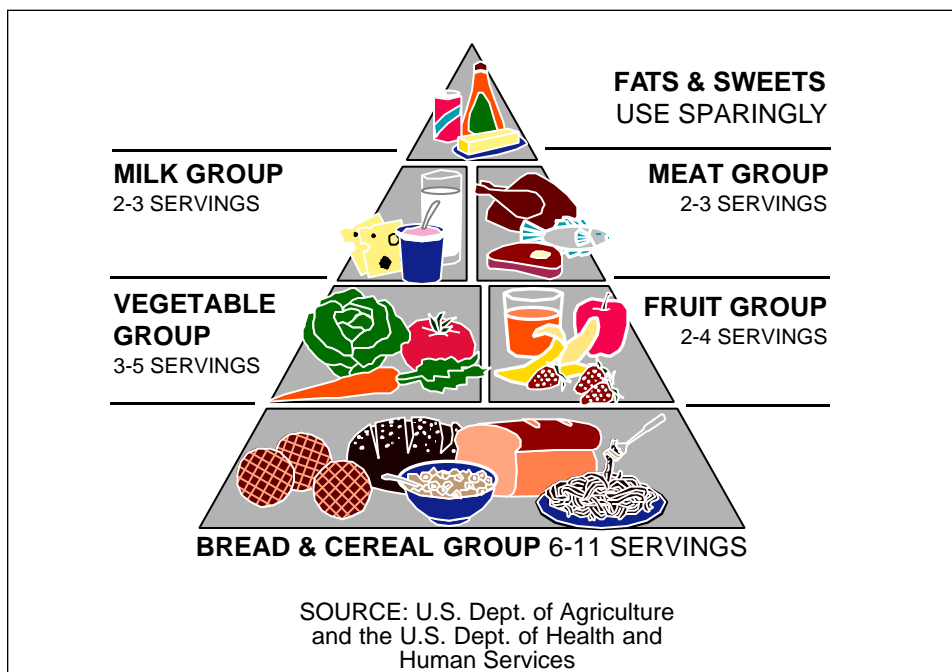 FATS & SWEETS
USE SPARINGLY
MILK GROUP
2-3 SERVINGS
MEAT GROUP
2-3 SERVINGS
VEGETABLE
GROUP
3-5 SERVINGS
FRUIT GROUP
2-4 SERVINGS
BREAD & CEREAL GROUP 6-11 SERVINGS
SOURCE: U.S. Dept. of Agriculture
and the U.S. Dept. of Health and
Human Services